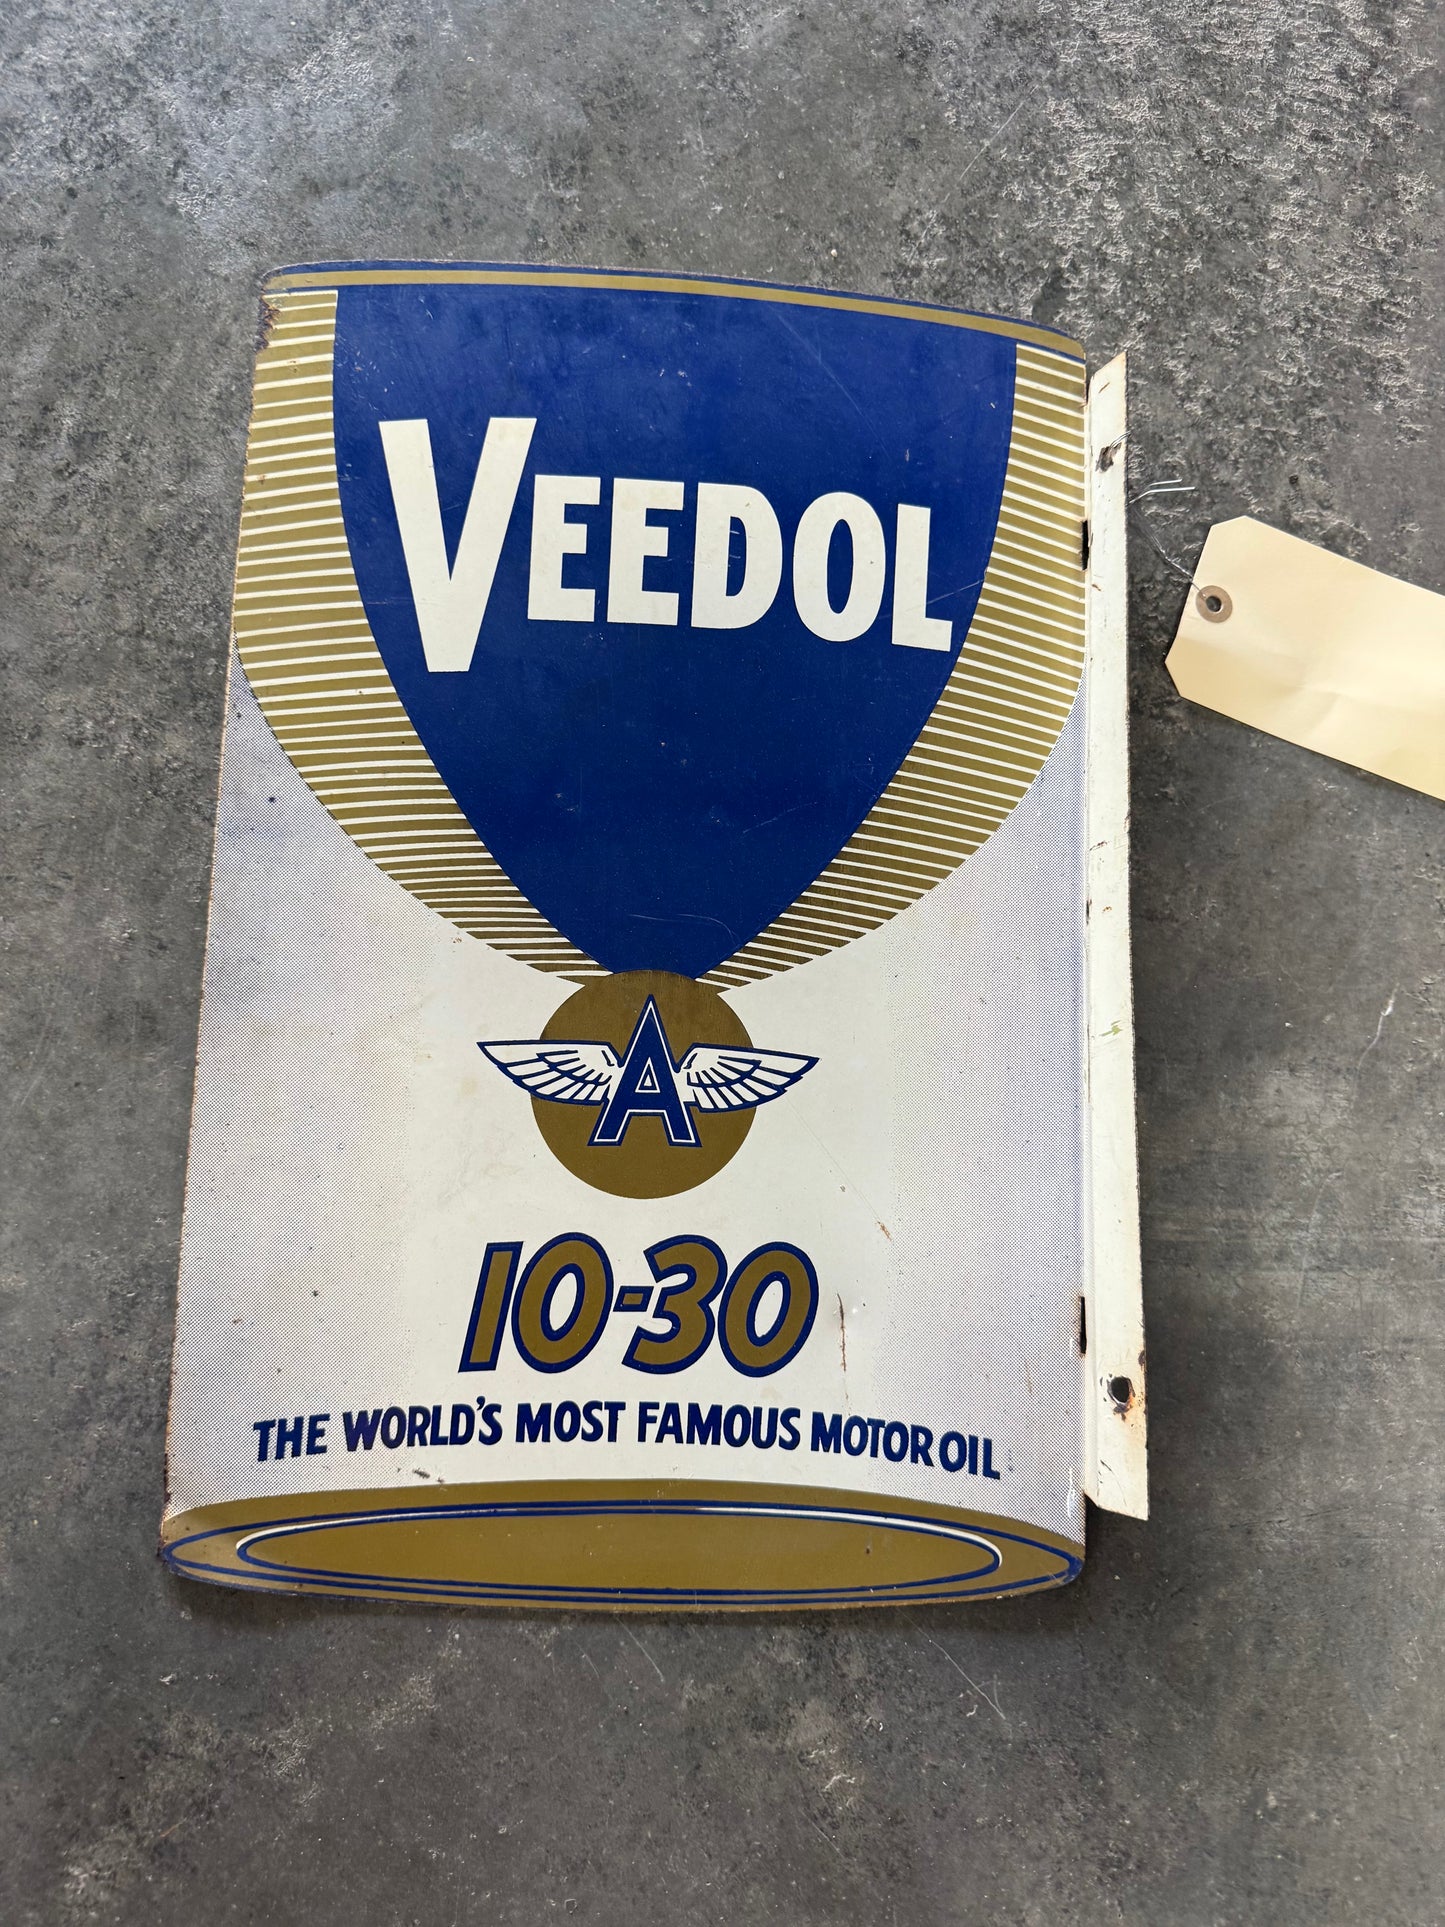 VEEDOL
A
10-30
THE WORLD'S MOST FAMOUS MOTOR OIL